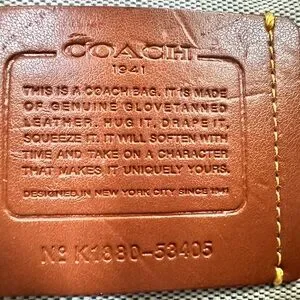 COACH
1941
THIS IS A COACH BAG. IT IS MADE
OF GENUINE GLOVETANNED
LEATHER. HUG IT, DRAPE IT,
SQUEEZE IT. IT WILL SOFTEN WITH
TIME AND TAKE ON A CHARACTER
THAT MAKES IT UNIQUELY YOURS.
DESIGNED IN NEW YORK CITY SINCE 1941
Nº K1880-53405